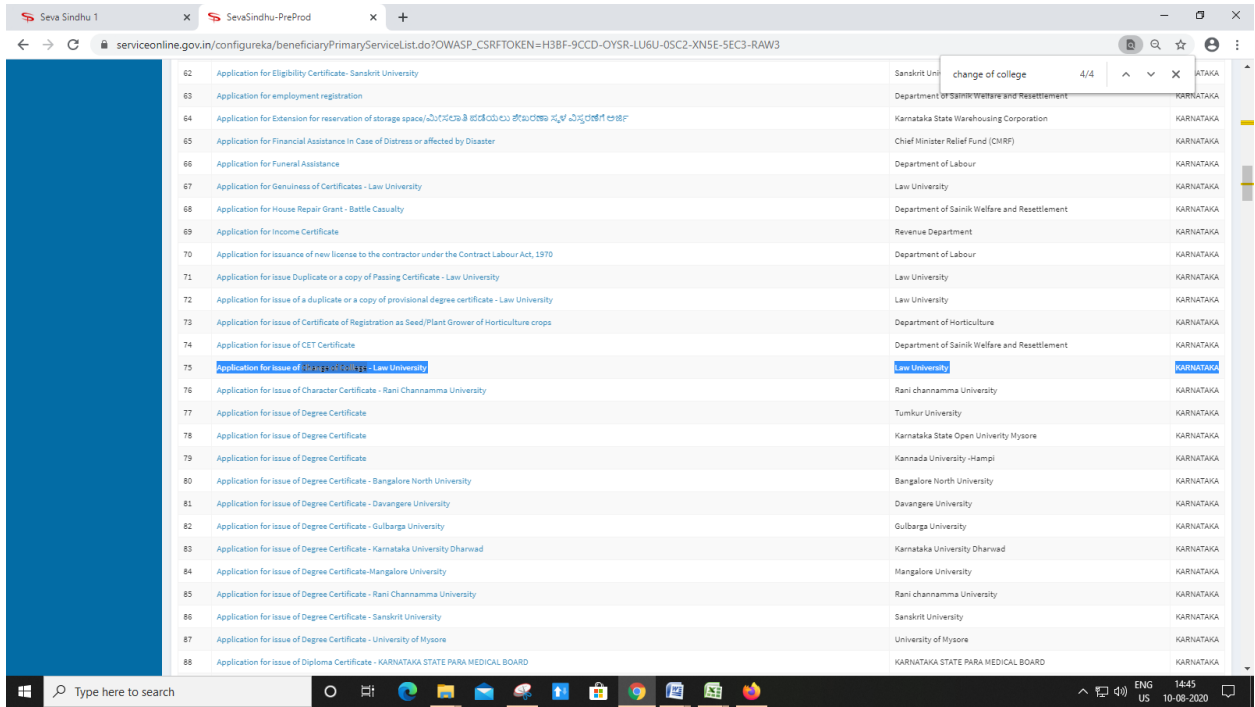 Seva Sindhu 1
SevaSindhu-PreProd
serviceonline.gov.in/configureka/beneficiaryPrimaryServiceList.do?OWASP_CSRFTOKEN=H3BF-9CCD-OYSR-LU6U-0SC2-XN5E-5EC3-RAW3
change of college 4/4
62 Application for Eligibility Certificate- Sanskrit University Sanskrit Uni ATAKA
63 Application for employment registration Department of Sainik Welfare and Resettlement KARNATAKA
64 Application for Extension for reservation of storage space/ಮೀಸಲಾತಿ ಪಡೆಯಲು ಶೇಖರಣಾ ಸ್ಥಳ ವಿಸ್ತರಣೆಗೆ ಅರ್ಜಿ Karnataka State Warehousing Corporation KARNATAKA
65 Application for Financial Assistance In Case of Distress or affected by Disaster Chief Minister Relief Fund (CMRF) KARNATAKA
66 Application for Funeral Assistance Department of Labour KARNATAKA
67 Application for Genuiness of Certificates - Law University Law University KARNATAKA
68 Application for House Repair Grant - Battle Casualty Department of Sainik Welfare and Resettlement KARNATAKA
69 Application for Income Certificate Revenue Department KARNATAKA
70 Application for issuance of new license to the contractor under the Contract Labour Act, 1970 Department of Labour KARNATAKA
71 Application for issue Duplicate or a copy of Passing Certificate - Law University Law University KARNATAKA
72 Application for issue of a duplicate or a copy of provisional degree certificate - Law University Law University KARNATAKA
73 Application for issue of Certificate of Registration as Seed/Plant Grower of Horticulture crops Department of Horticulture KARNATAKA
74 Application for issue of CET Certificate Department of Sainik Welfare and Resettlement KARNATAKA
75 Application for issue of - Law University Law University KARNATAKA
76 Application for issue of Character Certificate - Rani Channamma University Rani channamma University KARNATAKA
77 Application for issue of Degree Certificate Tumkur University KARNATAKA
78 Application for issue of Degree Certificate Karnataka State Open Univerity Mysore KARNATAKA
79 Application for issue of Degree Certificate Kannada University -Hampi KARNATAKA
80 Application for issue of Degree Certificate - Bangalore North University Bangalore North University KARNATAKA
81 Application for issue of Degree Certificate - Davangere University Davangere University KARNATAKA
82 Application for issue of Degree Certificate - Gulbarga University Gulbarga University KARNATAKA
83 Application for issue of Degree Certificate - Karnataka University Dharwad Karnataka University Dharwad KARNATAKA
84 Application for issue of Degree Certificate-Mangalore University Mangalore University KARNATAKA
85 Application for issue of Degree Certificate - Rani Channamma University Rani channamma University KARNATAKA
86 Application for issue of Degree Certificate - Sanskrit University Sanskrit University KARNATAKA
87 Application for issue of Degree Certificate - University of Mysore University of Mysore KARNATAKA
88 Application for issue of Diploma Certificate - KARNATAKA STATE PARA MEDICAL BOARD KARNATAKA STATE PARA MEDICAL BOARD KARNATAKA
Type here to search
ENG 14:45
US 10-08-2020